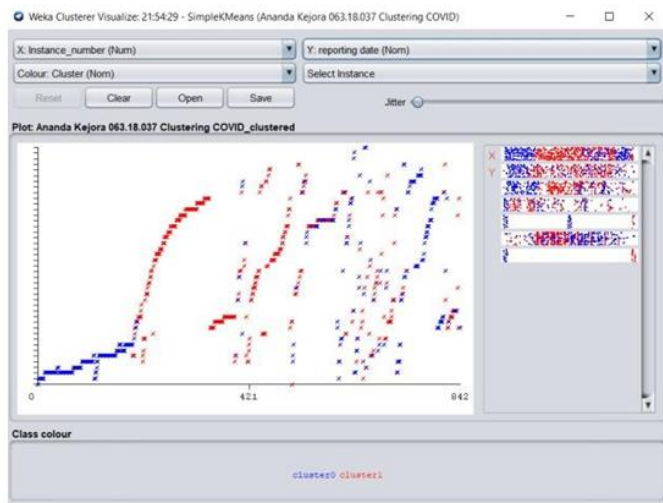 Weka Clusterer Visualize: 21:54:29 - SimpleKMeans (Ananda Kejora 063.18.037 Clustering COVID)
X: Instance_number (Num)
Y: reporting date (Nom)
Colour: Cluster (Nom)
Select Instance
Reset
Clear
Open
Save
Jitter
Plot: Ananda Kejora 063.18.037 Clustering COVID_clustered
X
Y
0
421
842
Class colour
cluster0 cluster1